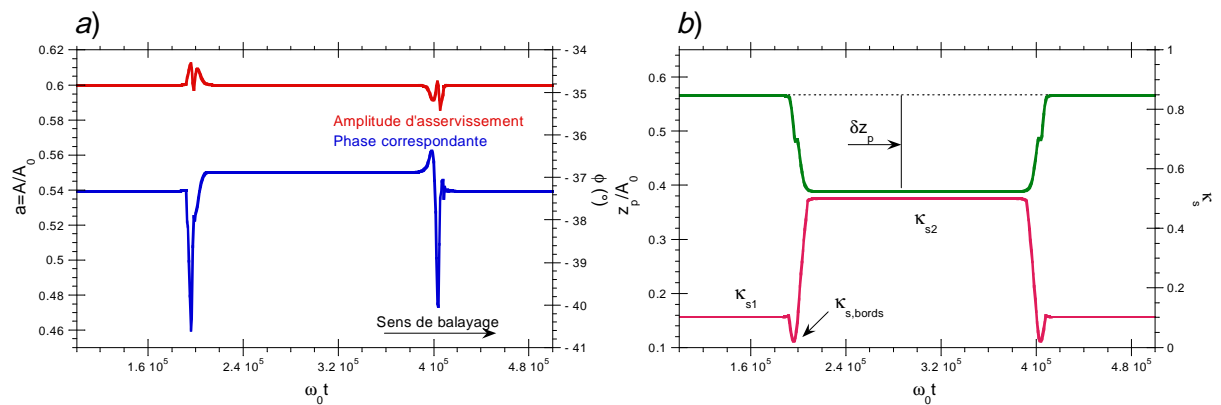 a)
0.62
0.6
0.58
0.56
0.54
0.52
0.5
0.48
0.46
a=A/A0
- 34
- 35
- 36
- 37
- 38
- 39
- 40
- 41
ϕ (°)
Amplitude d'asservissement
Phase correspondante
Sens de balayage
1.6 10^5
2.4 10^5
3.2 10^5
4 10^5
4.8 10^5
ω0t
b)
0.6
0.5
0.4
0.3
0.2
0.1
zp/A0
1
0.8
0.6
0.4
0.2
0
κs
δzp
κs2
κs1
κs,bords
1.6 10^5
2.4 10^5
3.2 10^5
4 10^5
4.8 10^5
ω0t